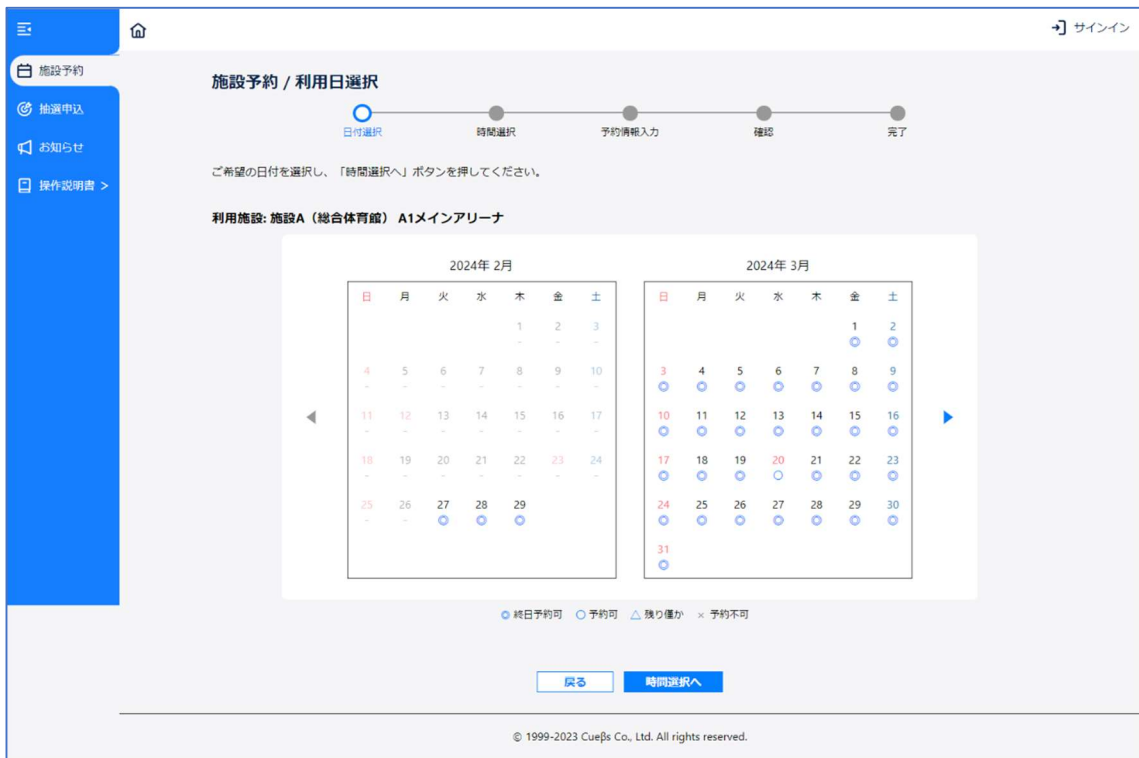 サインイン
施設予約
抽選申込
お知らせ
操作説明書 >
施設予約 / 利用日選択
日付選択 時間選択 予約情報入力 確認 完了
ご希望の日付を選択し、「時間選択へ」ボタンを押してください。
利用施設: 施設A（総合体育館） A1メインアリーナ
2024年 2月
日 月 火 水 木 金 土
1 2 3
- - -
4 5 6 7 8 9 10
- - - - - - -
11 12 13 14 15 16 17
- - - - - - -
18 19 20 21 22 23 24
- - - - - - -
25 26 27 28 29
- - ◎ ◎ ◎
2024年 3月
日 月 火 水 木 金 土
1 2
◎ ◎
3 4 5 6 7 8 9
◎ ◎ ◎ ◎ ◎ ◎ ◎
10 11 12 13 14 15 16
◎ ◎ ◎ ◎ ◎ ◎ ◎
17 18 19 20 21 22 23
◎ ◎ ◎ ○ ◎ ◎ ◎
24 25 26 27 28 29 30
◎ ◎ ◎ ◎ ◎ ◎ ◎
31
◎
◎ 終日予約可 ○ 予約可 △ 残り僅か × 予約不可
戻る 時間選択へ
© 1999-2023 Cueβs Co., Ltd. All rights reserved.